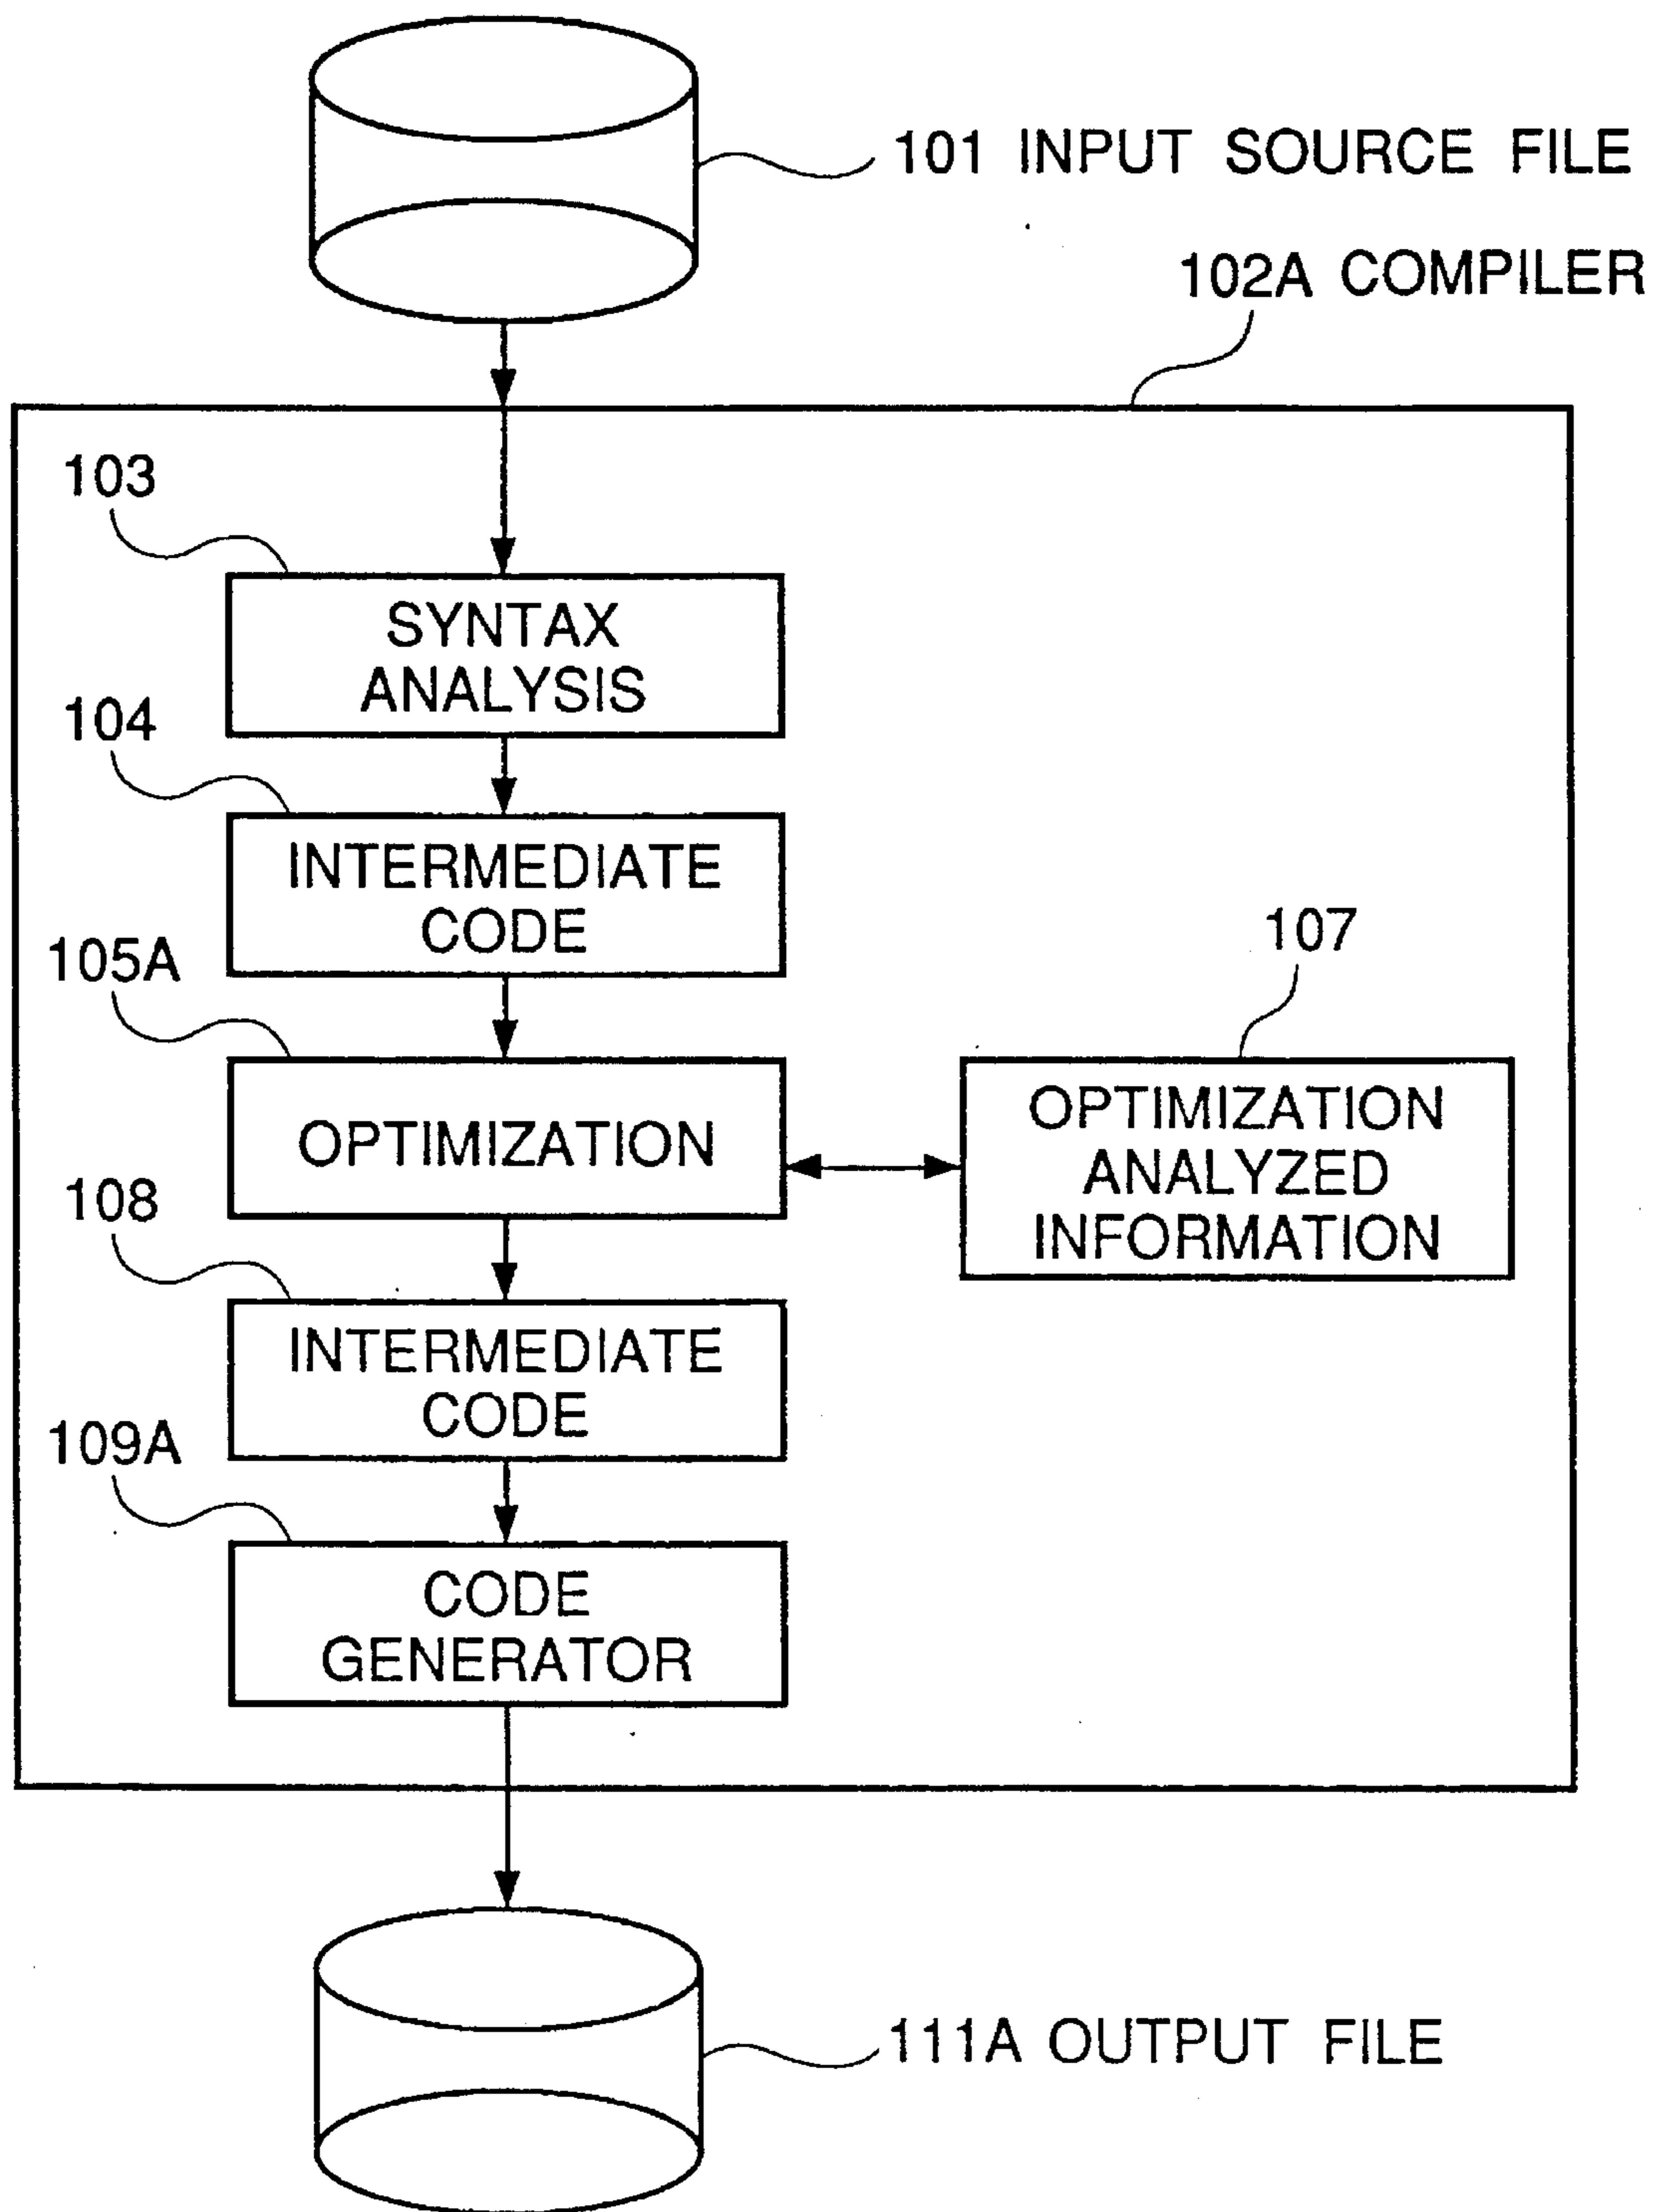 101 INPUT SOURCE FILE
102A COMPILER
103
SYNTAX
ANALYSIS
104
INTERMEDIATE
CODE
105A
107
OPTIMIZATION
OPTIMIZATION
ANALYZED
INFORMATION
108
INTERMEDIATE
CODE
109A
CODE
GENERATOR
111A OUTPUT FILE